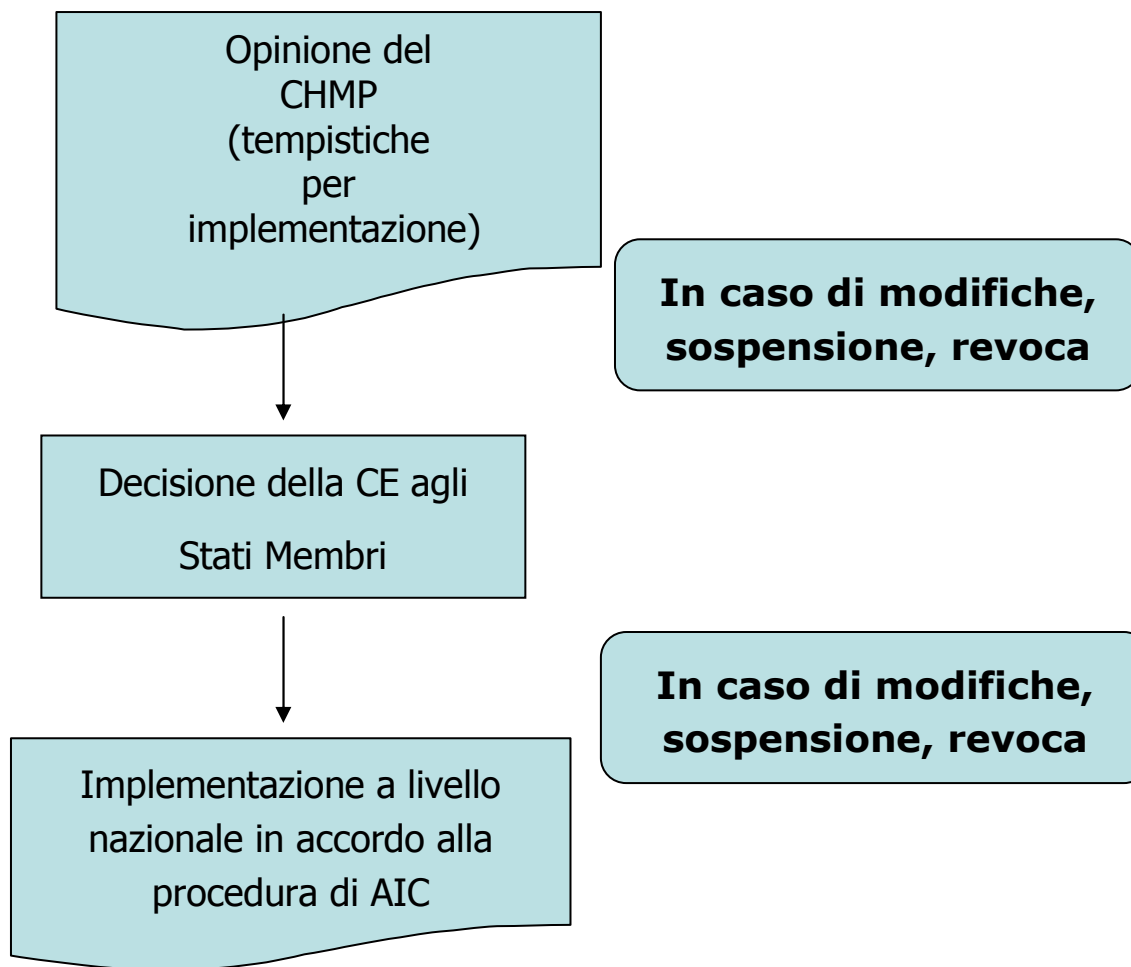 Opinione del
CHMP
(tempistiche
per
implementazione)
In caso di modifiche,
sospensione, revoca
Decisione della CE agli
Stati Membri
In caso di modifiche,
sospensione, revoca
Implementazione a livello
nazionale in accordo alla
procedura di AIC